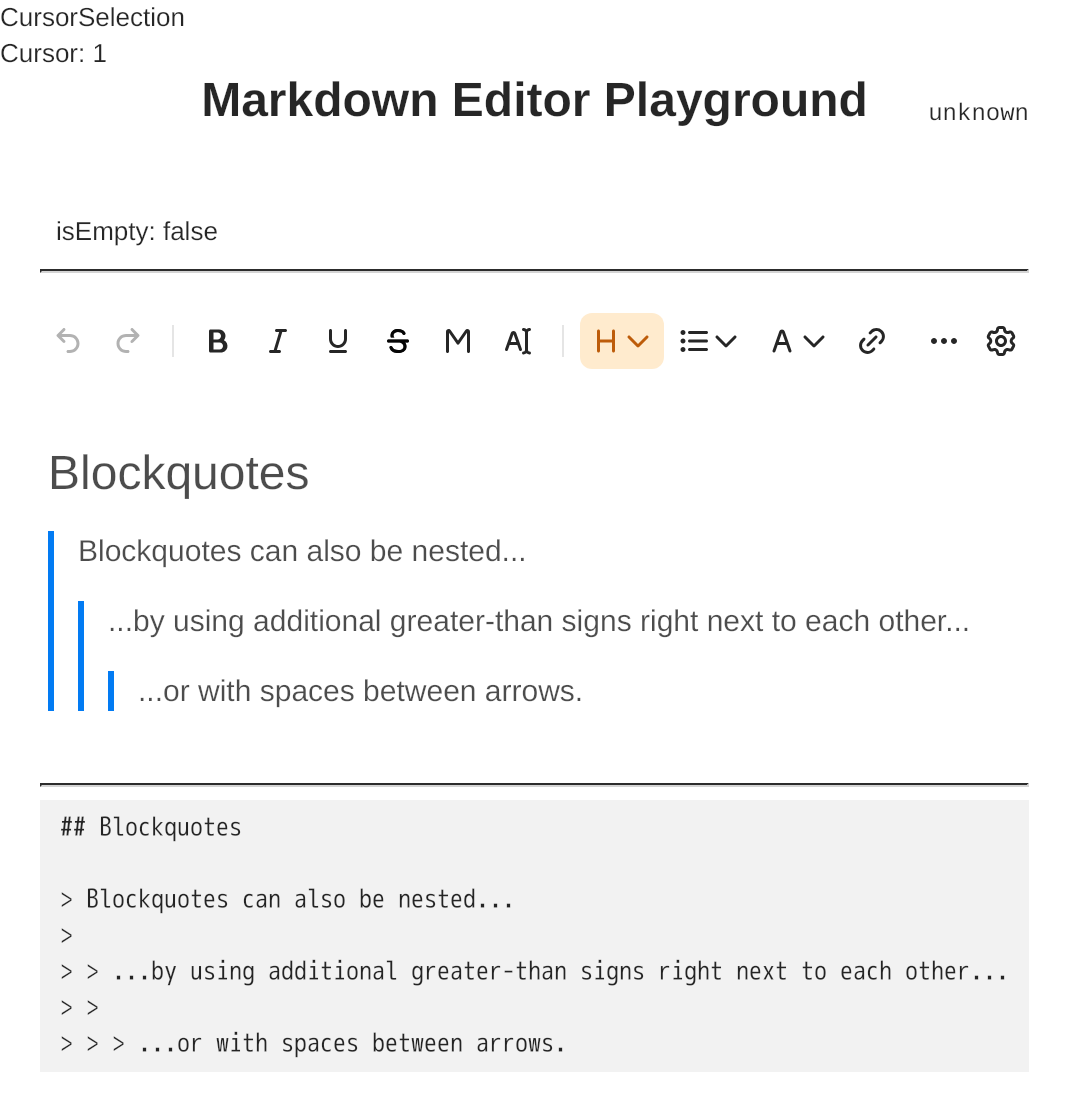 CursorSelection
Cursor: 1
Markdown Editor Playground
unknown
isEmpty: false
B I U S M A H A
Blockquotes
Blockquotes can also be nested...
...by using additional greater-than signs right next to each other...
...or with spaces between arrows.
## Blockquotes
> Blockquotes can also be nested...
>
> > ...by using additional greater-than signs right next to each other...
> >
> > > ...or with spaces between arrows.